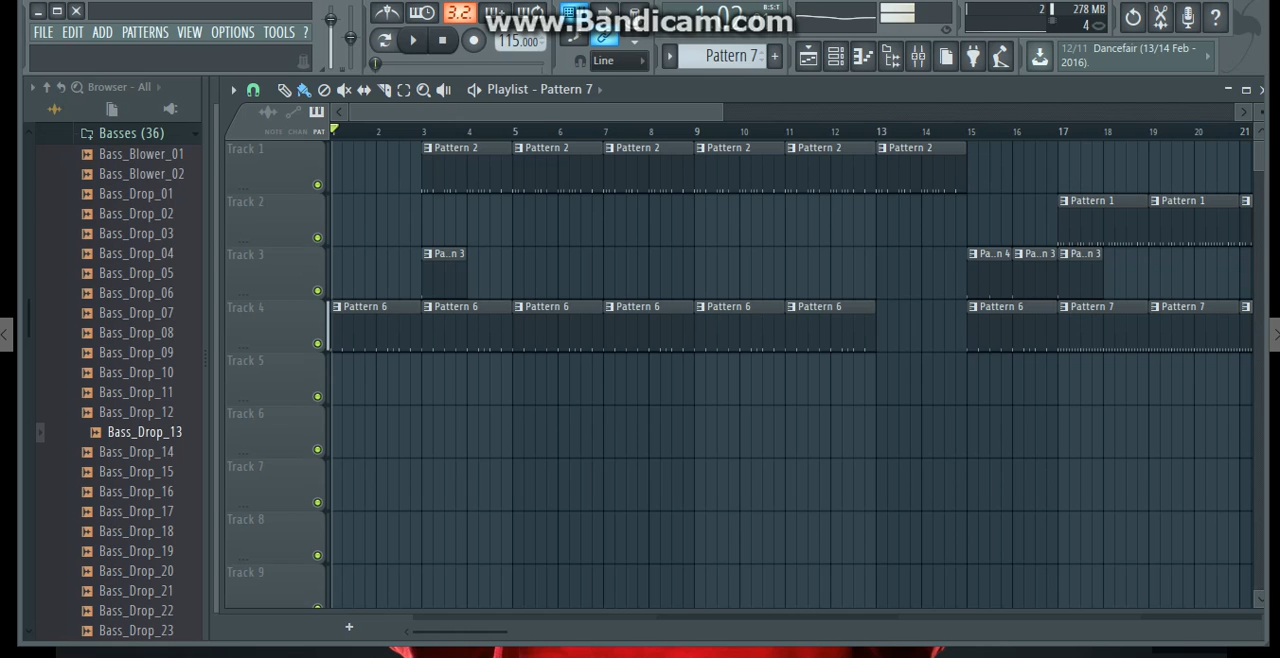 www.Bandicam.com
3.2
B:S:T
2
278 MB
4
FILE EDIT ADD PATTERNS VIEW OPTIONS TOOLS ?
115.000
Line
Pattern 7
+
12/11 Dancefair (13/14 Feb -
2016).
Browser - All
Playlist - Pattern 7
NOTE CHAN PAT
2 3 4 5 6 7 8 9 10 11 12 13 14 15 16 17 18 19 20 21
Basses (36)
Bass_Blower_01
Bass_Blower_02
Bass_Drop_01
Bass_Drop_02
Bass_Drop_03
Bass_Drop_04
Bass_Drop_05
Bass_Drop_06
Bass_Drop_07
Bass_Drop_08
Bass_Drop_09
Bass_Drop_10
Bass_Drop_11
Bass_Drop_12
Bass_Drop_13
Bass_Drop_14
Bass_Drop_15
Bass_Drop_16
Bass_Drop_17
Bass_Drop_18
Bass_Drop_19
Bass_Drop_20
Bass_Drop_21
Bass_Drop_22
Bass_Drop_23
Track 1
Pattern 2 Pattern 2 Pattern 2 Pattern 2 Pattern 2 Pattern 2
Track 2
Pattern 1 Pattern 1
Track 3
Pa..n 3 Pa..n 4 Pa..n 3 Pa..n 3
Track 4
Pattern 6 Pattern 6 Pattern 6 Pattern 6 Pattern 6 Pattern 6 Pattern 6 Pattern 7 Pattern 7
Track 5
Track 6
Track 7
Track 8
Track 9
+